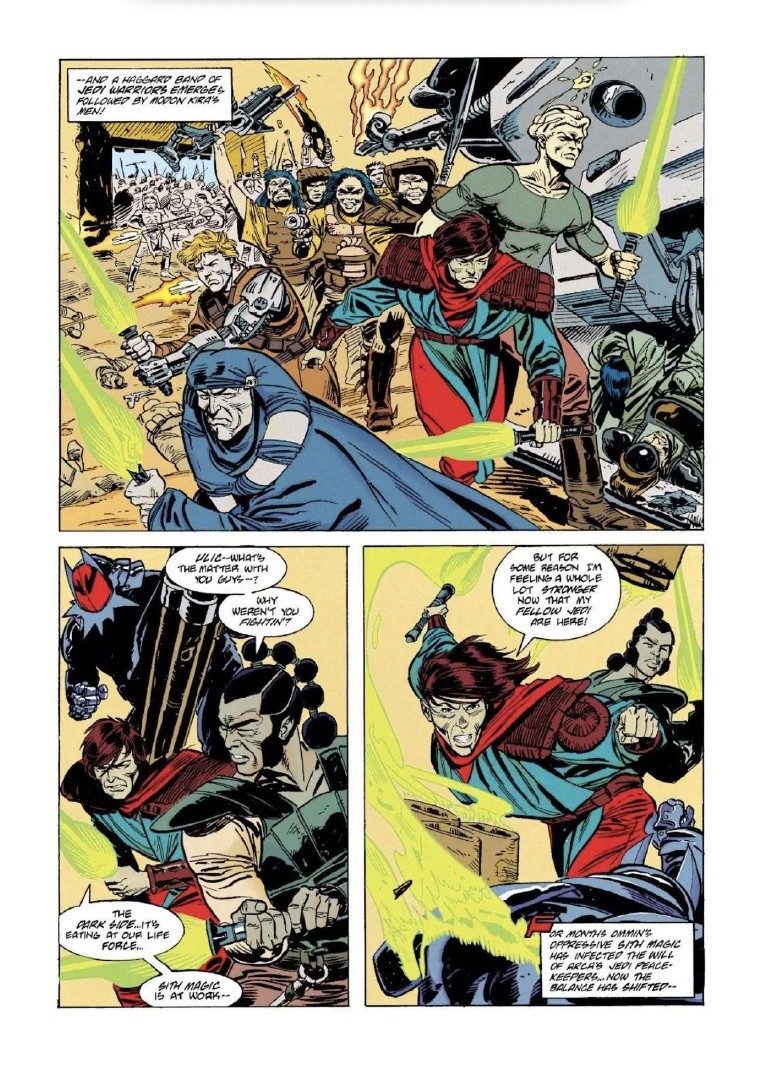 --AND A HAGGARD BAND OF
JEDI WARRIORS EMERGES
FOLLOWED BY MODON KIRA'S
MEN!
ULIC--WHAT'S
THE MATTER WITH
YOU GUYS--?
WHY
WEREN'T YOU
FIGHTIN'?
THE
DARK SIDE...IT'S
EATING AT OUR LIFE
FORCE...
SITH MAGIC
IS AT WORK--
BUT FOR
SOME REASON I'M
FEELING A WHOLE
LOT STRONGER
NOW THAT MY
FELLOW JEDI
ARE HERE!
FOR MONTHS OMMIN'S
OPPRESSIVE SITH MAGIC
HAS INFECTED THE WILL
OF ARCA'S JEDI PEACE-
KEEPERS...NOW THE
BALANCE HAS SHIFTED--